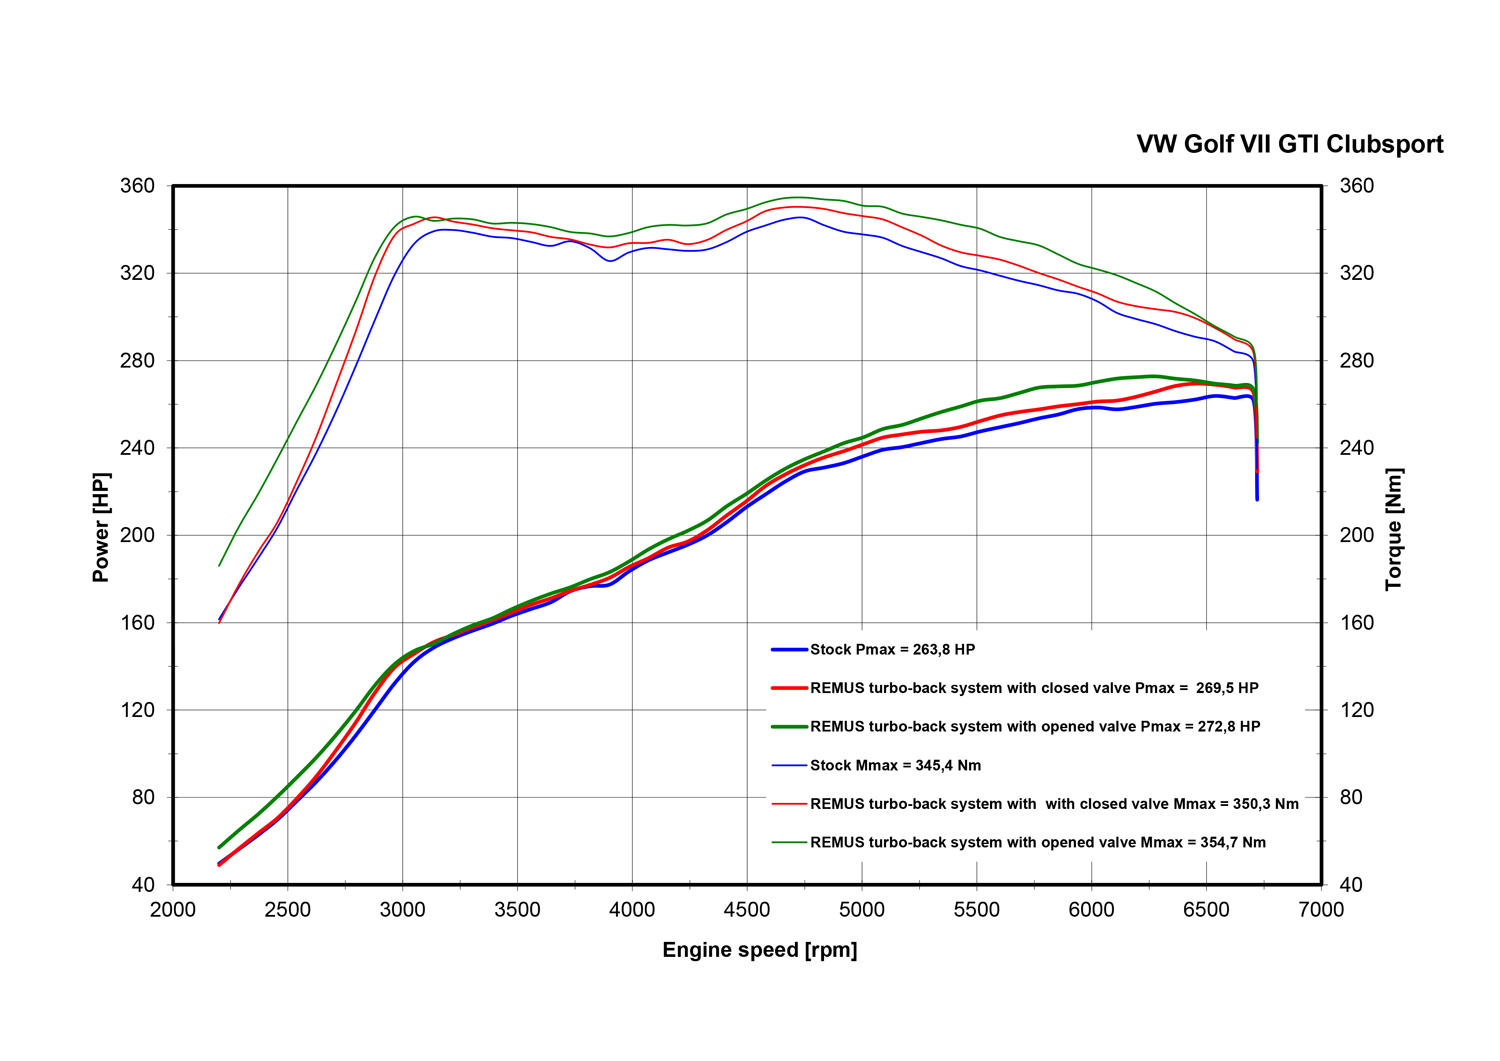 VW Golf VII GTI Clubsport
360 360
320 320
280 280
240 240
200 200
160 160
120 120
80 80
40 40
Power [HP]
Torque [Nm]
Stock Pmax = 263,8 HP
REMUS turbo-back system with closed valve Pmax =  269,5 HP
REMUS turbo-back system with opened valve Pmax = 272,8 HP
Stock Mmax = 345,4 Nm
REMUS turbo-back system with  with closed valve Mmax = 350,3 Nm
REMUS turbo-back system with opened valve Mmax = 354,7 Nm
2000 2500 3000 3500 4000 4500 5000 5500 6000 6500 7000
Engine speed [rpm]